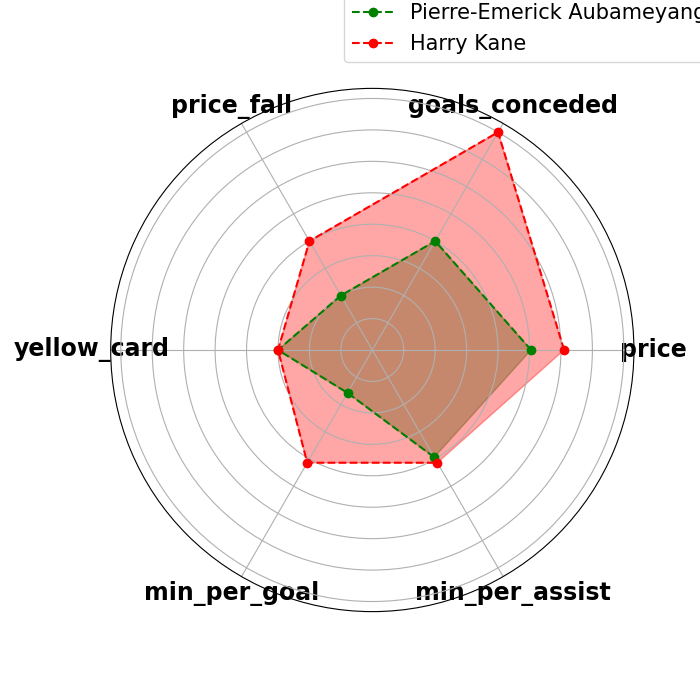 Pierre-Emerick Aubameyang
Harry Kane
price_fall
goals_conceded
yellow_card
price
min_per_goal
min_per_assist